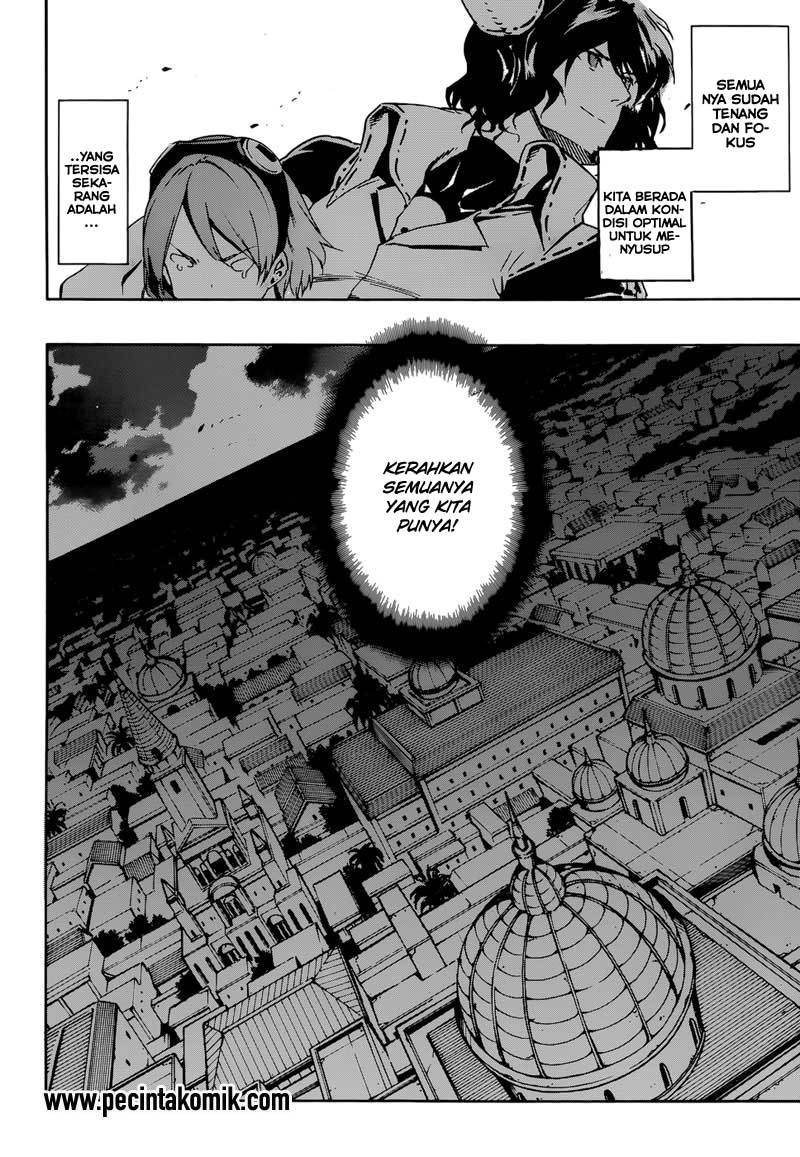 SEMUA
NYA SUDAH
TENANG
DAN FO-
KUS
KITA BERADA
DALAM KON-
DISI OPTIMAL
UNTUK ME-
NYUSUP
..YANG
TERSISA
SEKA-
RANG
ADALAH
...
KERAHKAN
SEMUANYA
YANG KITA
PUNYA!
www.pecintakomik.com